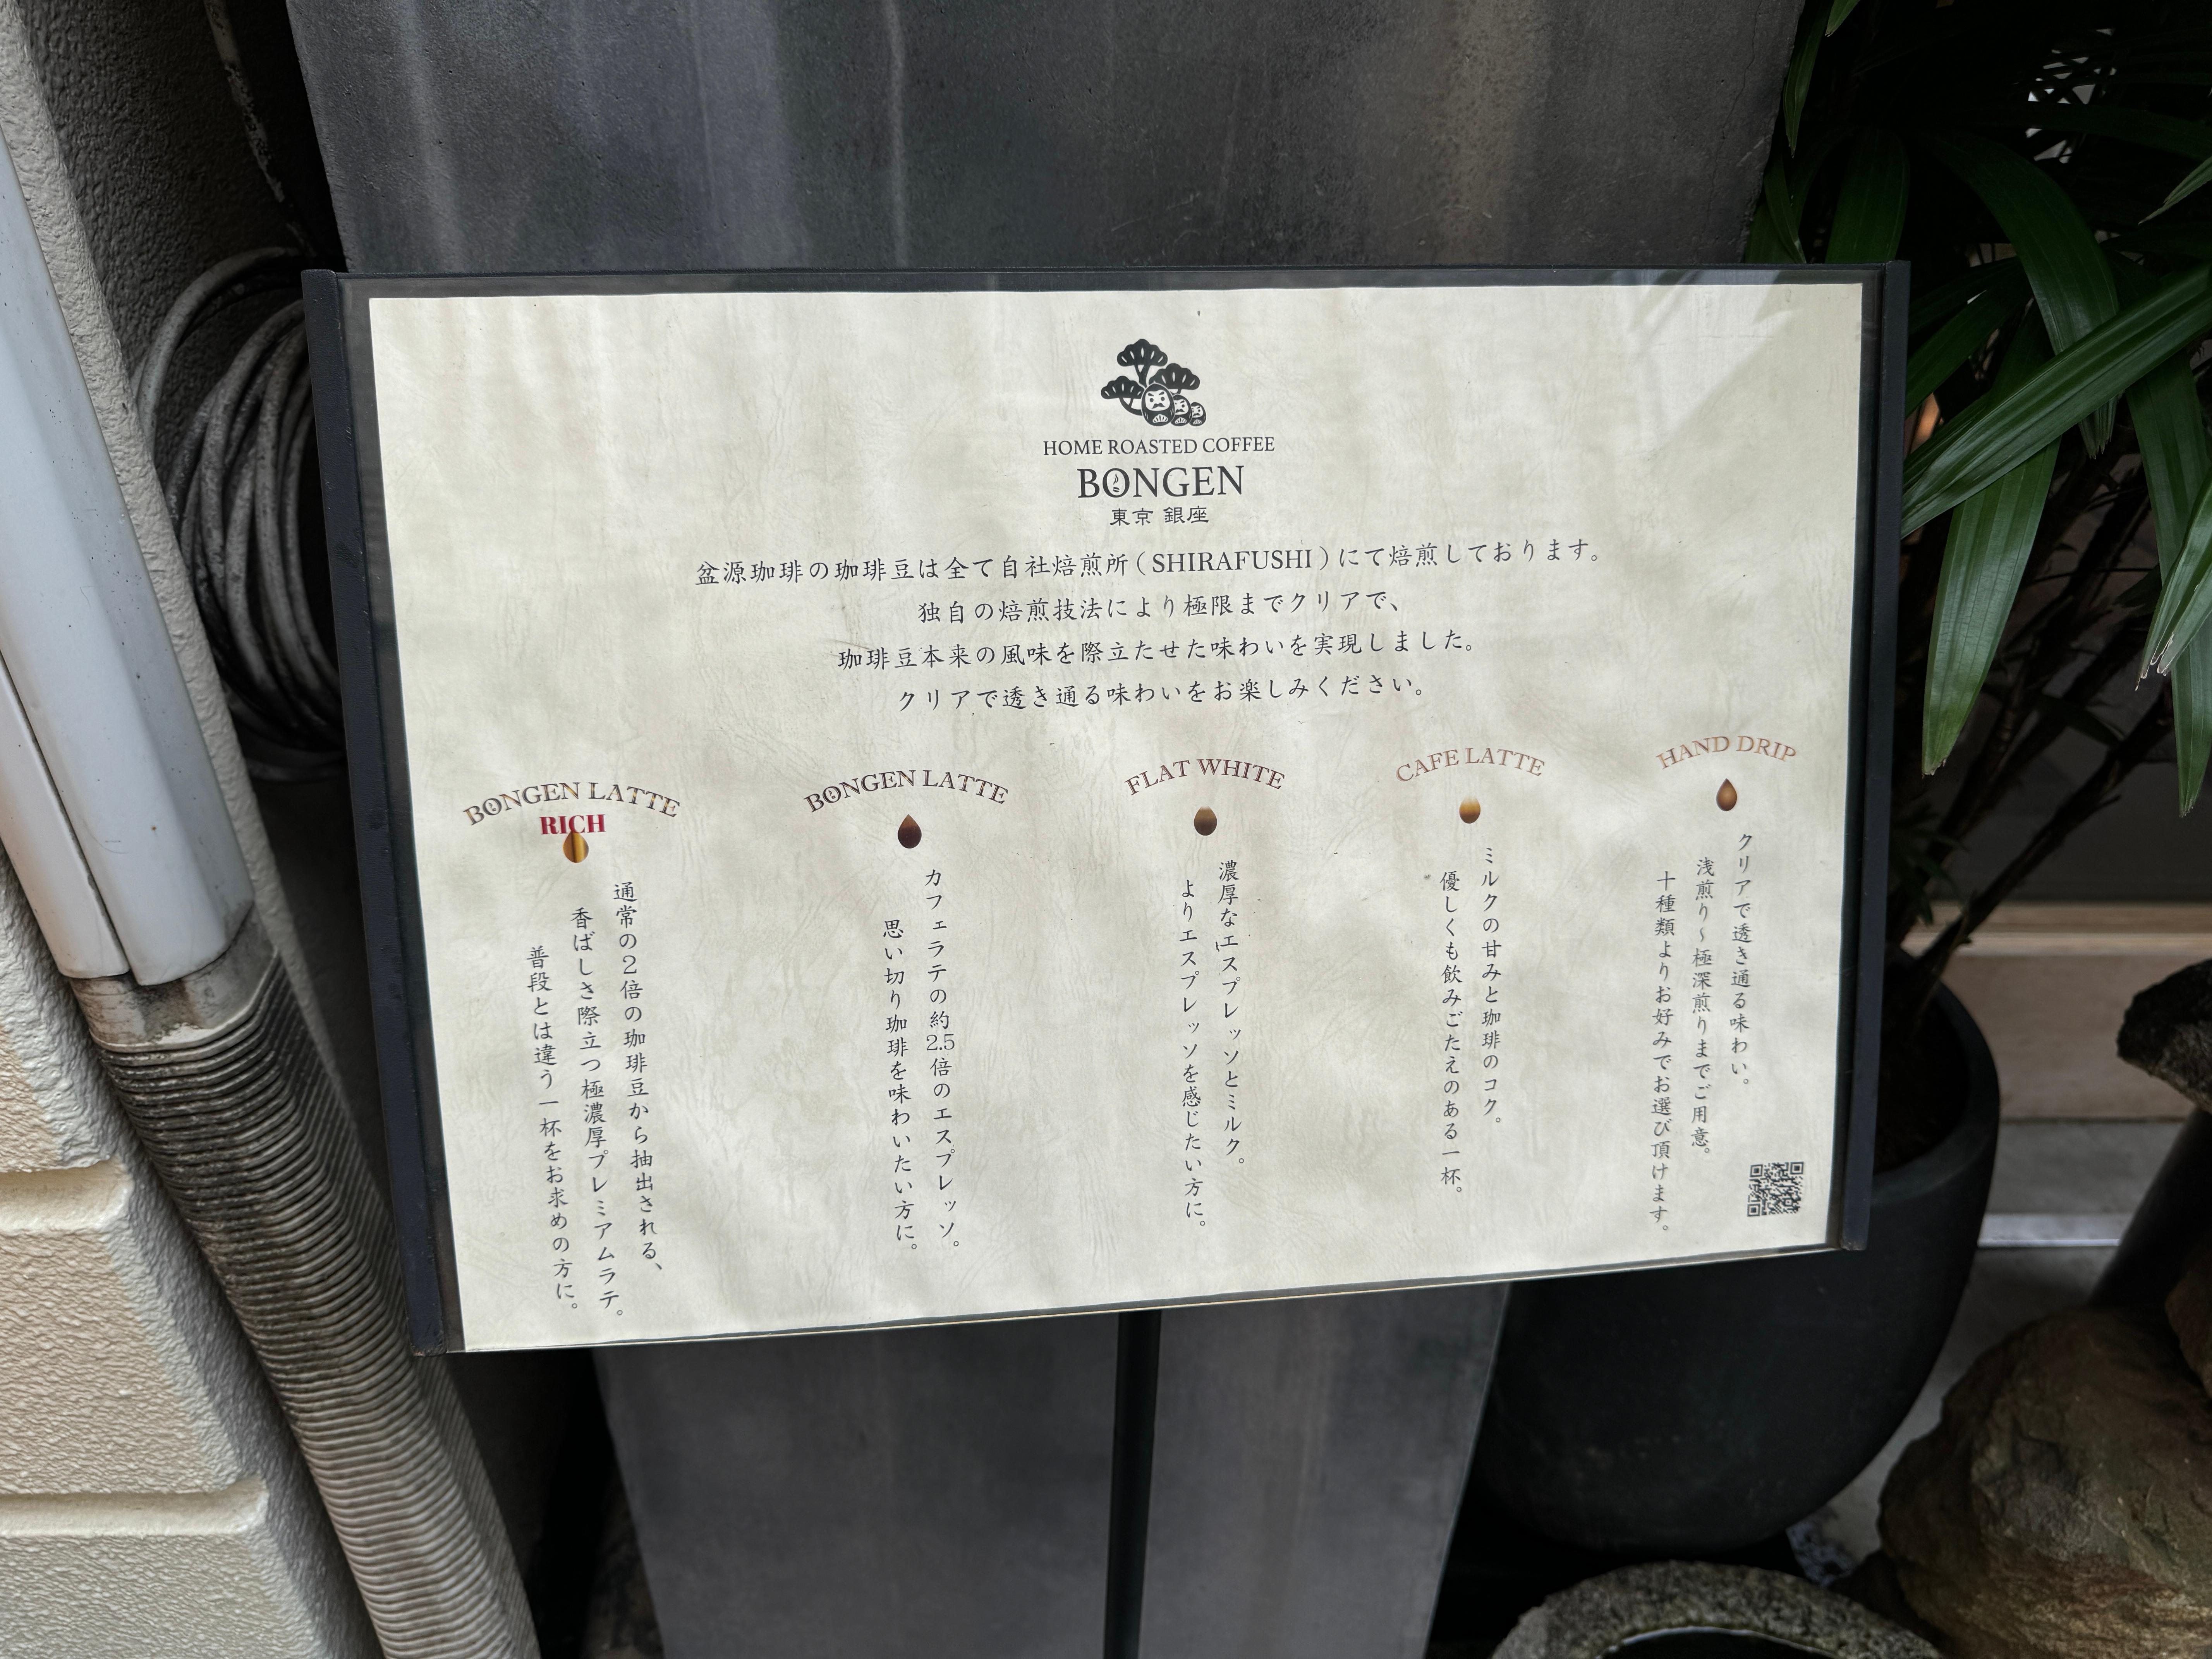 HOME ROASTED COFFEE
BONGEN
東京 銀座
盆源珈琲の珈琲豆は全て自社焙煎所(SHIRAFUSHI)にて焙煎しております。
独自の焙煎技法により極限までクリアで、
珈琲豆本来の風味を際立たせた味わいを実現しました。
クリアで透き通る味わいをお楽しみください。
HAND DRIP
クリアで透き通る味わい。
浅煎り~極深煎りまでご用意。
十種類よりお好みでお選び頂けます。
CAFE LATTE
ミルクの甘みと珈琲のコク。
優しくも飲みごたえのある一杯。
FLAT WHITE
濃厚なエスプレッソとミルク。
よりエスプレッソを感じたい方に。
BONGEN LATTE
カフェラテの約2.5倍のエスプレッソ。
思い切り珈琲を味わいたい方に。
BONGEN LATTE
RICH
通常の2倍の珈琲豆から抽出される、
香ばしさ際立つ極濃厚プレミアムラテ。
普段とは違う一杯をお求めの方に。